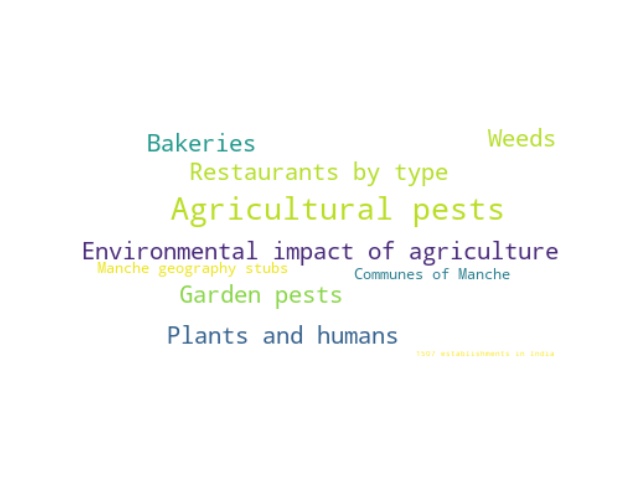 Bakeries
Weeds
Restaurants by type
Agricultural pests
Environmental impact of agriculture
Manche geography stubs
Communes of Manche
Garden pests
Plants and humans
establishments in India